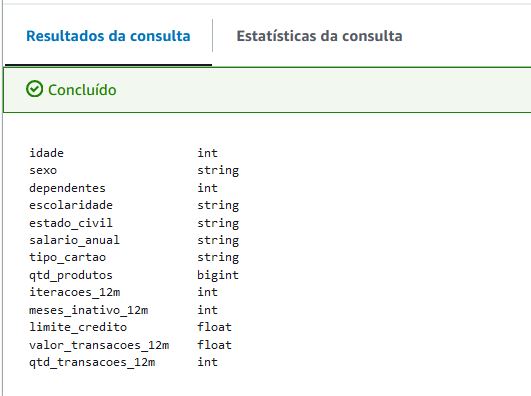 Resultados da consulta Estatísticas da consulta
Concluído
idade int
sexo string
dependentes int
escolaridade string
estado_civil string
salario_anual string
tipo_cartao string
qtd_produtos bigint
iteracoes_12m int
meses_inativo_12m int
limite_credito float
valor_transacoes_12m float
qtd_transacoes_12m int